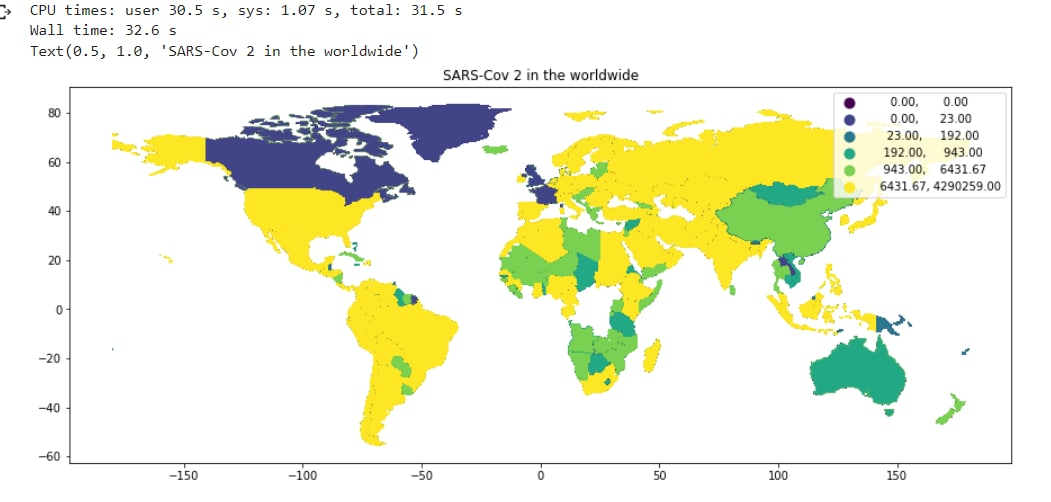 CPU times: user 30.5 s, sys: 1.07 s, total: 31.5 s
Wall time: 32.6 s
Text(0.5, 1.0, 'SARS-Cov 2 in the worldwide')
SARS-Cov 2 in the worldwide
0.00, 0.00
0.00, 23.00
23.00, 192.00
192.00, 943.00
943.00, 6431.67
6431.67, 4290259.00
80
60
40
20
0
−20
−40
−60
−150 −100 −50 0 50 100 150